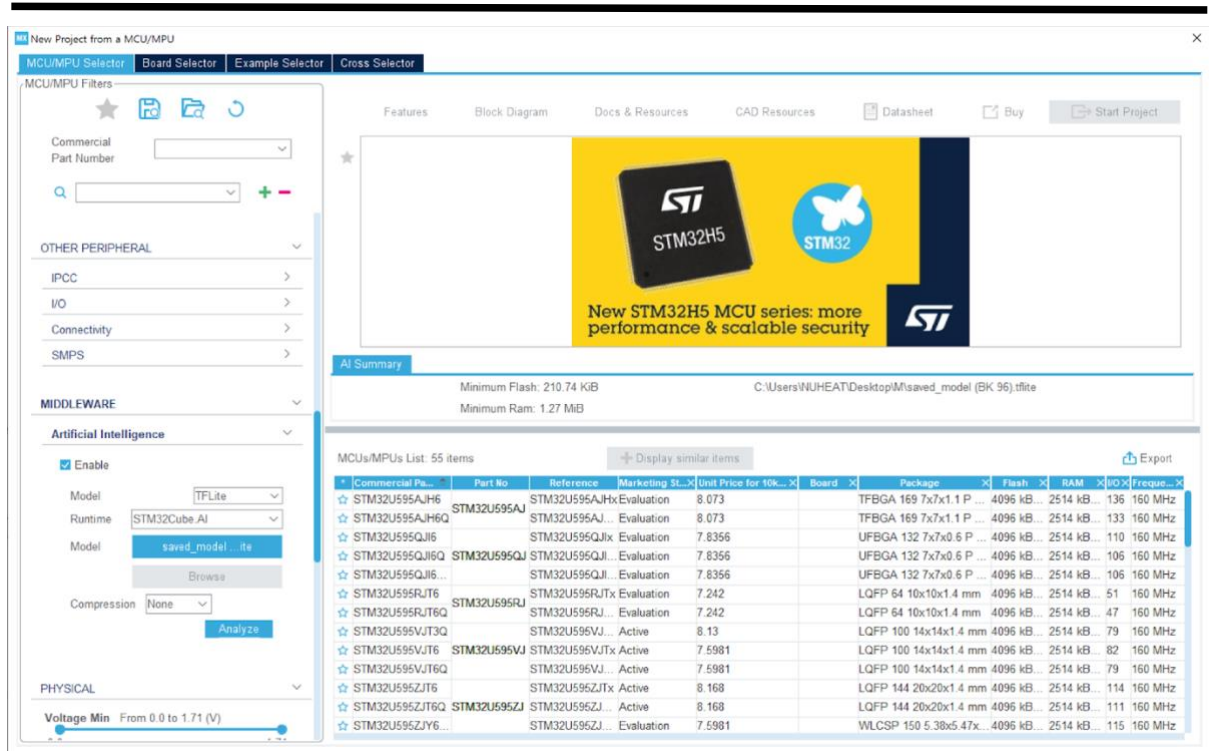 MX New Project from a MCU/MPU
MCU/MPU Selector Board Selector Example Selector Cross Selector
MCU/MPU Filters
Commercial
Part Number
OTHER PERIPHERAL
IPCC
I/O
Connectivity
SMPS
MIDDLEWARE
Artificial Intelligence
Enable
Model TFLite
Runtime STM32Cube.AI
Model saved_model ...ite
Browse
Compression None
Analyze
PHYSICAL
Voltage Min From 0.0 to 1.71 (V)
Features Block Diagram Docs & Resources CAD Resources Datasheet Buy Start Project
ST
STM32H5
STM32
New STM32H5 MCU series: more
performance & scalable security
ST
AI Summary
Minimum Flash: 210.74 KiB C:\Users\NUHEAT\Desktop\M\saved_model (BK 96).tflite
Minimum Ram: 1.27 MiB
MCUs/MPUs List: 55 items + Display similar items Export
* Commercial Pa... Part No Reference Marketing St...X Unit Price for 10k... X Board X Package X Flash X RAM X I/O X Freque... X
STM32U595AJH6 STM32U595AJ STM32U595AJHx Evaluation 8.073 TFBGA 169 7x7x1.1 P ... 4096 kB... 2514 kB... 136 160 MHz
STM32U595AJH6Q STM32U595AJ... Evaluation 8.073 TFBGA 169 7x7x1.1 P ... 4096 kB... 2514 kB... 133 160 MHz
STM32U595QJI6 STM32U595QJIx Evaluation 7.8356 UFBGA 132 7x7x0.6 P ... 4096 kB... 2514 kB... 110 160 MHz
STM32U595QJI6Q STM32U595QJ STM32U595QJI... Evaluation 7.8356 UFBGA 132 7x7x0.6 P ... 4096 kB... 2514 kB... 106 160 MHz
STM32U595QJI6... STM32U595QJI... Evaluation 7.8356 UFBGA 132 7x7x0.6 P ... 4096 kB... 2514 kB... 106 160 MHz
STM32U595RJT6 STM32U595RJ STM32U595RJTx Evaluation 7.242 LQFP 64 10x10x1.4 mm 4096 kB... 2514 kB... 51 160 MHz
STM32U595RJT6Q STM32U595RJ... Evaluation 7.242 LQFP 64 10x10x1.4 mm 4096 kB... 2514 kB... 47 160 MHz
STM32U595VJT3Q STM32U595VJ... Active 8.13 LQFP 100 14x14x1.4 mm 4096 kB... 2514 kB... 79 160 MHz
STM32U595VJT6 STM32U595VJ STM32U595VJTx Active 7.5981 LQFP 100 14x14x1.4 mm 4096 kB... 2514 kB... 82 160 MHz
STM32U595VJT6Q STM32U595VJ... Active 7.5981 LQFP 100 14x14x1.4 mm 4096 kB... 2514 kB... 79 160 MHz
STM32U595ZJT6 STM32U595ZJTx Active 8.168 LQFP 144 20x20x1.4 mm 4096 kB... 2514 kB... 114 160 MHz
STM32U595ZJT6Q STM32U595ZJ STM32U595ZJ... Active 8.168 LQFP 144 20x20x1.4 mm 4096 kB... 2514 kB... 111 160 MHz
STM32U595ZJY6... STM32U595ZJ... Evaluation 7.5981 WLCSP 150 5.38x5.47x... 4096 kB... 2514 kB... 115 160 MHz